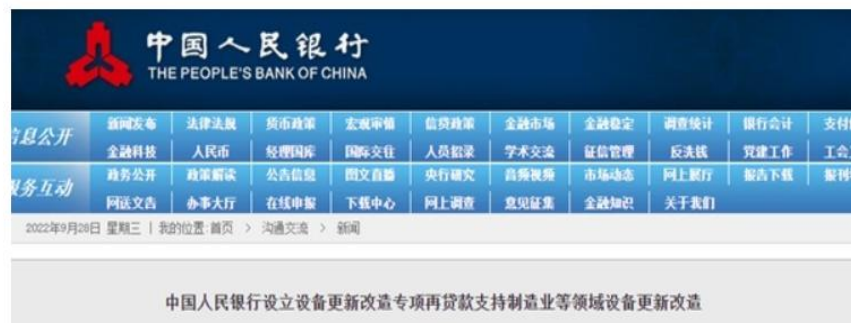 中国人民银行
THE PEOPLE'S BANK OF CHINA
信息公开
新闻发布 法律法规 货币政策 宏观审慎 信贷政策 金融市场 金融稳定 调查统计 银行会计 支付
金融科技 人民币 经理国库 国际交往 人员招录 学术交流 征信管理 反洗钱 党建工作 工会
服务互动
政务公开 政策解读 公告信息 图文直播 央行研究 音频视频 市场动态 网上展厅 报告下载 报刊
网送文告 办事大厅 在线申报 下载中心 网上调查 意见征集 金融知识 关于我们
2022年9月28日 星期三 | 我的位置:首页 > 沟通交流 > 新闻
中国人民银行设立设备更新改造专项再贷款支持制造业等领域设备更新改造